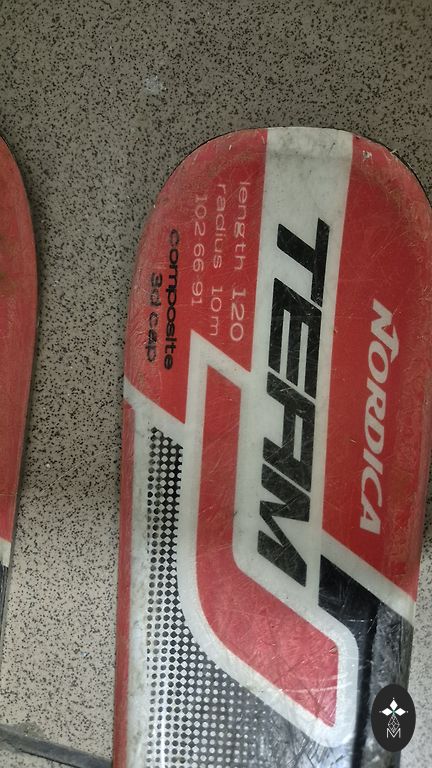 NORDICA
TEAM J
length 120
radius 10m
102 66 91
composite
3d cap